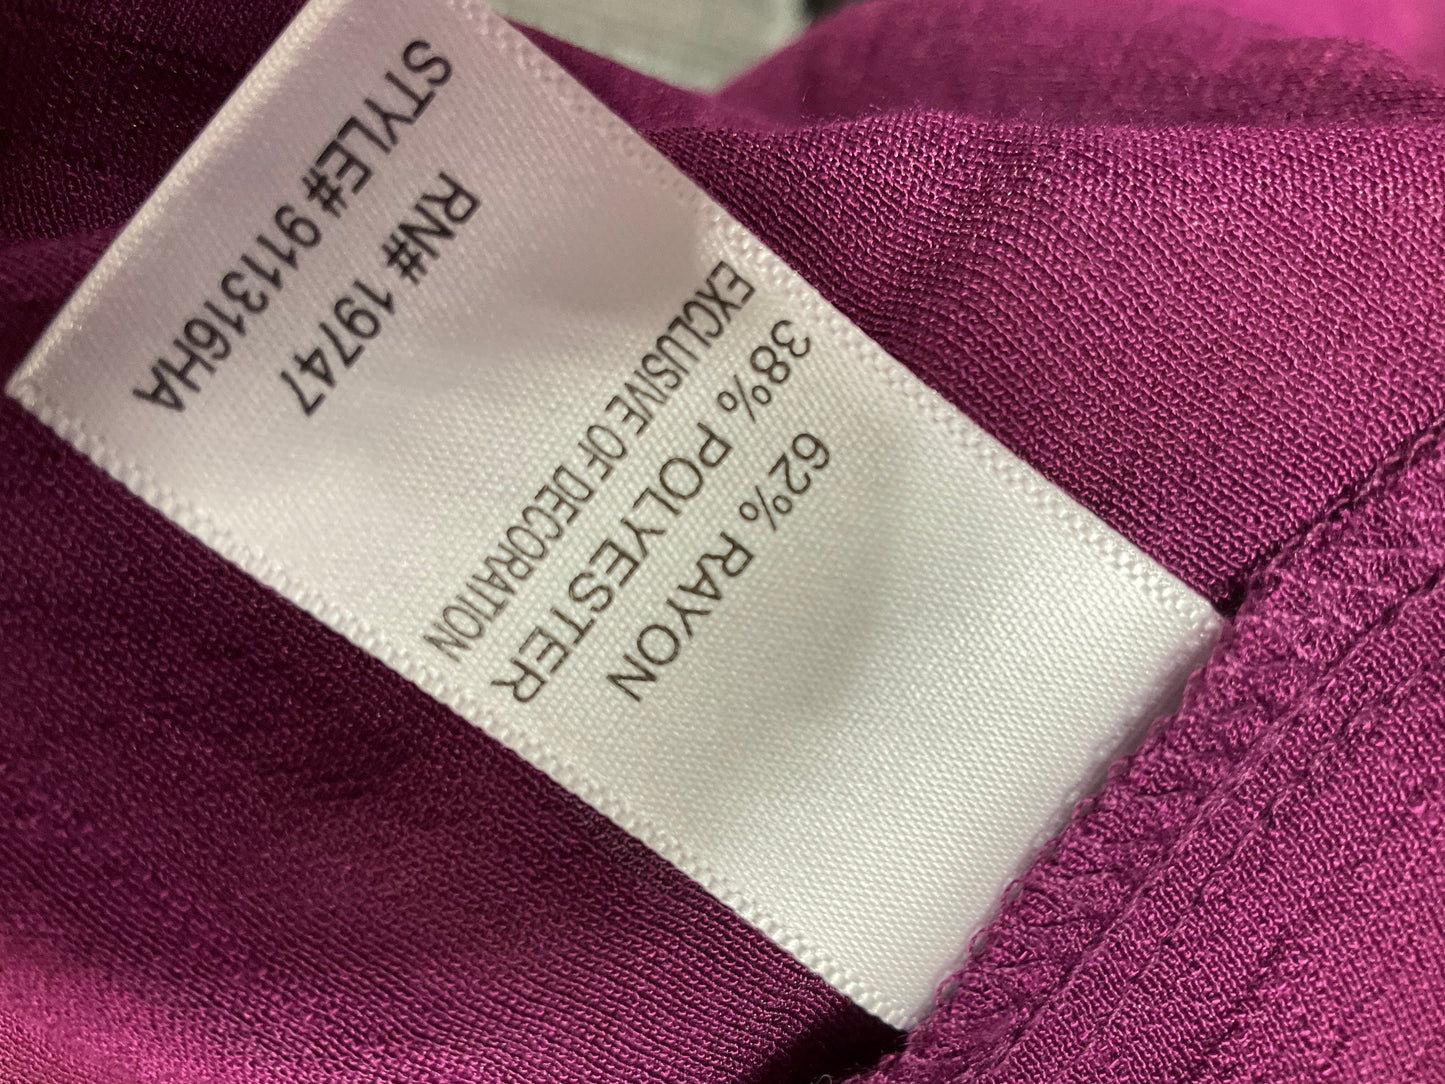 62% RAYON
38% POLYESTER
EXCLUSIVE OF DECORATION
RN# 19747
STYLE# 911316HA